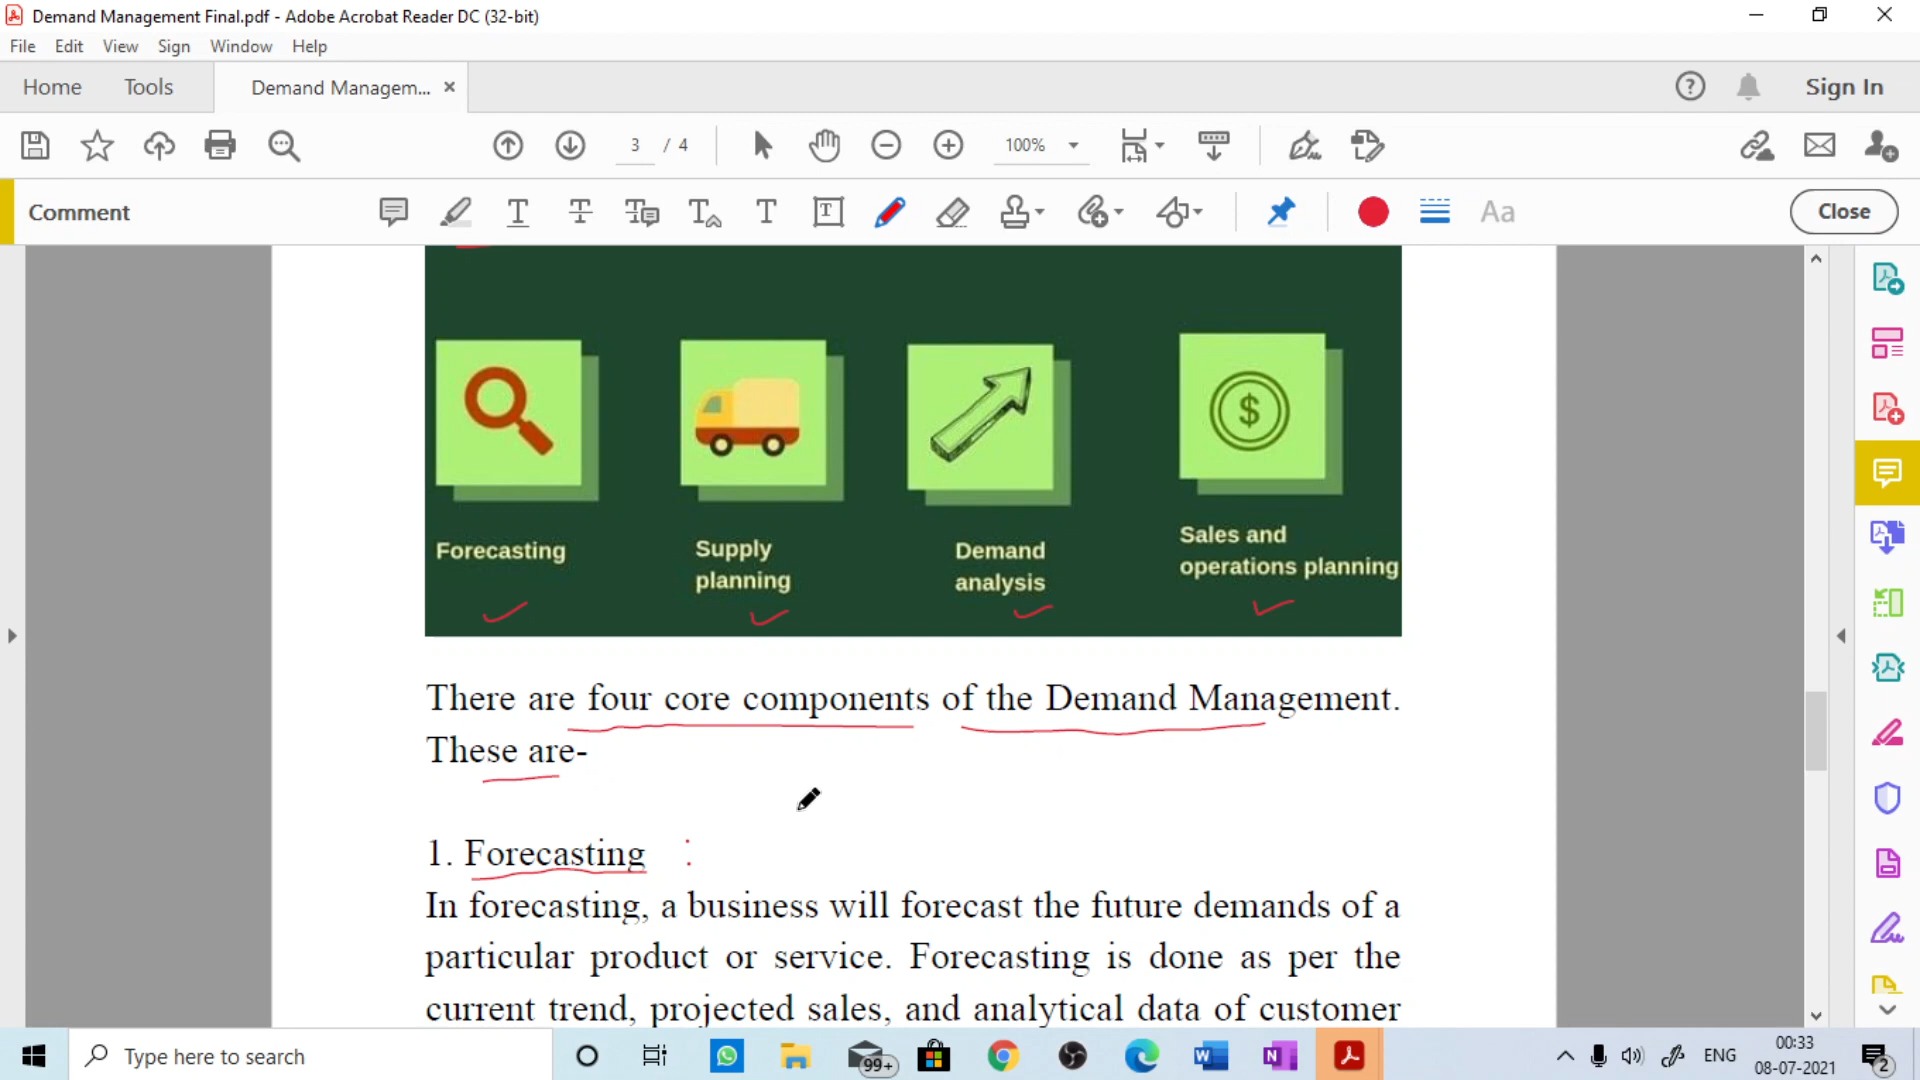 Demand Management Final.pdf - Adobe Acrobat Reader DC (32-bit)
File Edit View Sign Window Help
Home Tools Demand Managem... × Sign In
3 / 4 100%
Comment Aa Close
Forecasting
Supply
planning
Demand
analysis
Sales and
operations planning
There are four core components of the Demand Management.
These are-
1. Forecasting :
In forecasting, a business will forecast the future demands of a
particular product or service. Forecasting is done as per the
current trend, projected sales, and analytical data of customer
Type here to search
99+
ENG
00:33
08-07-2021
2